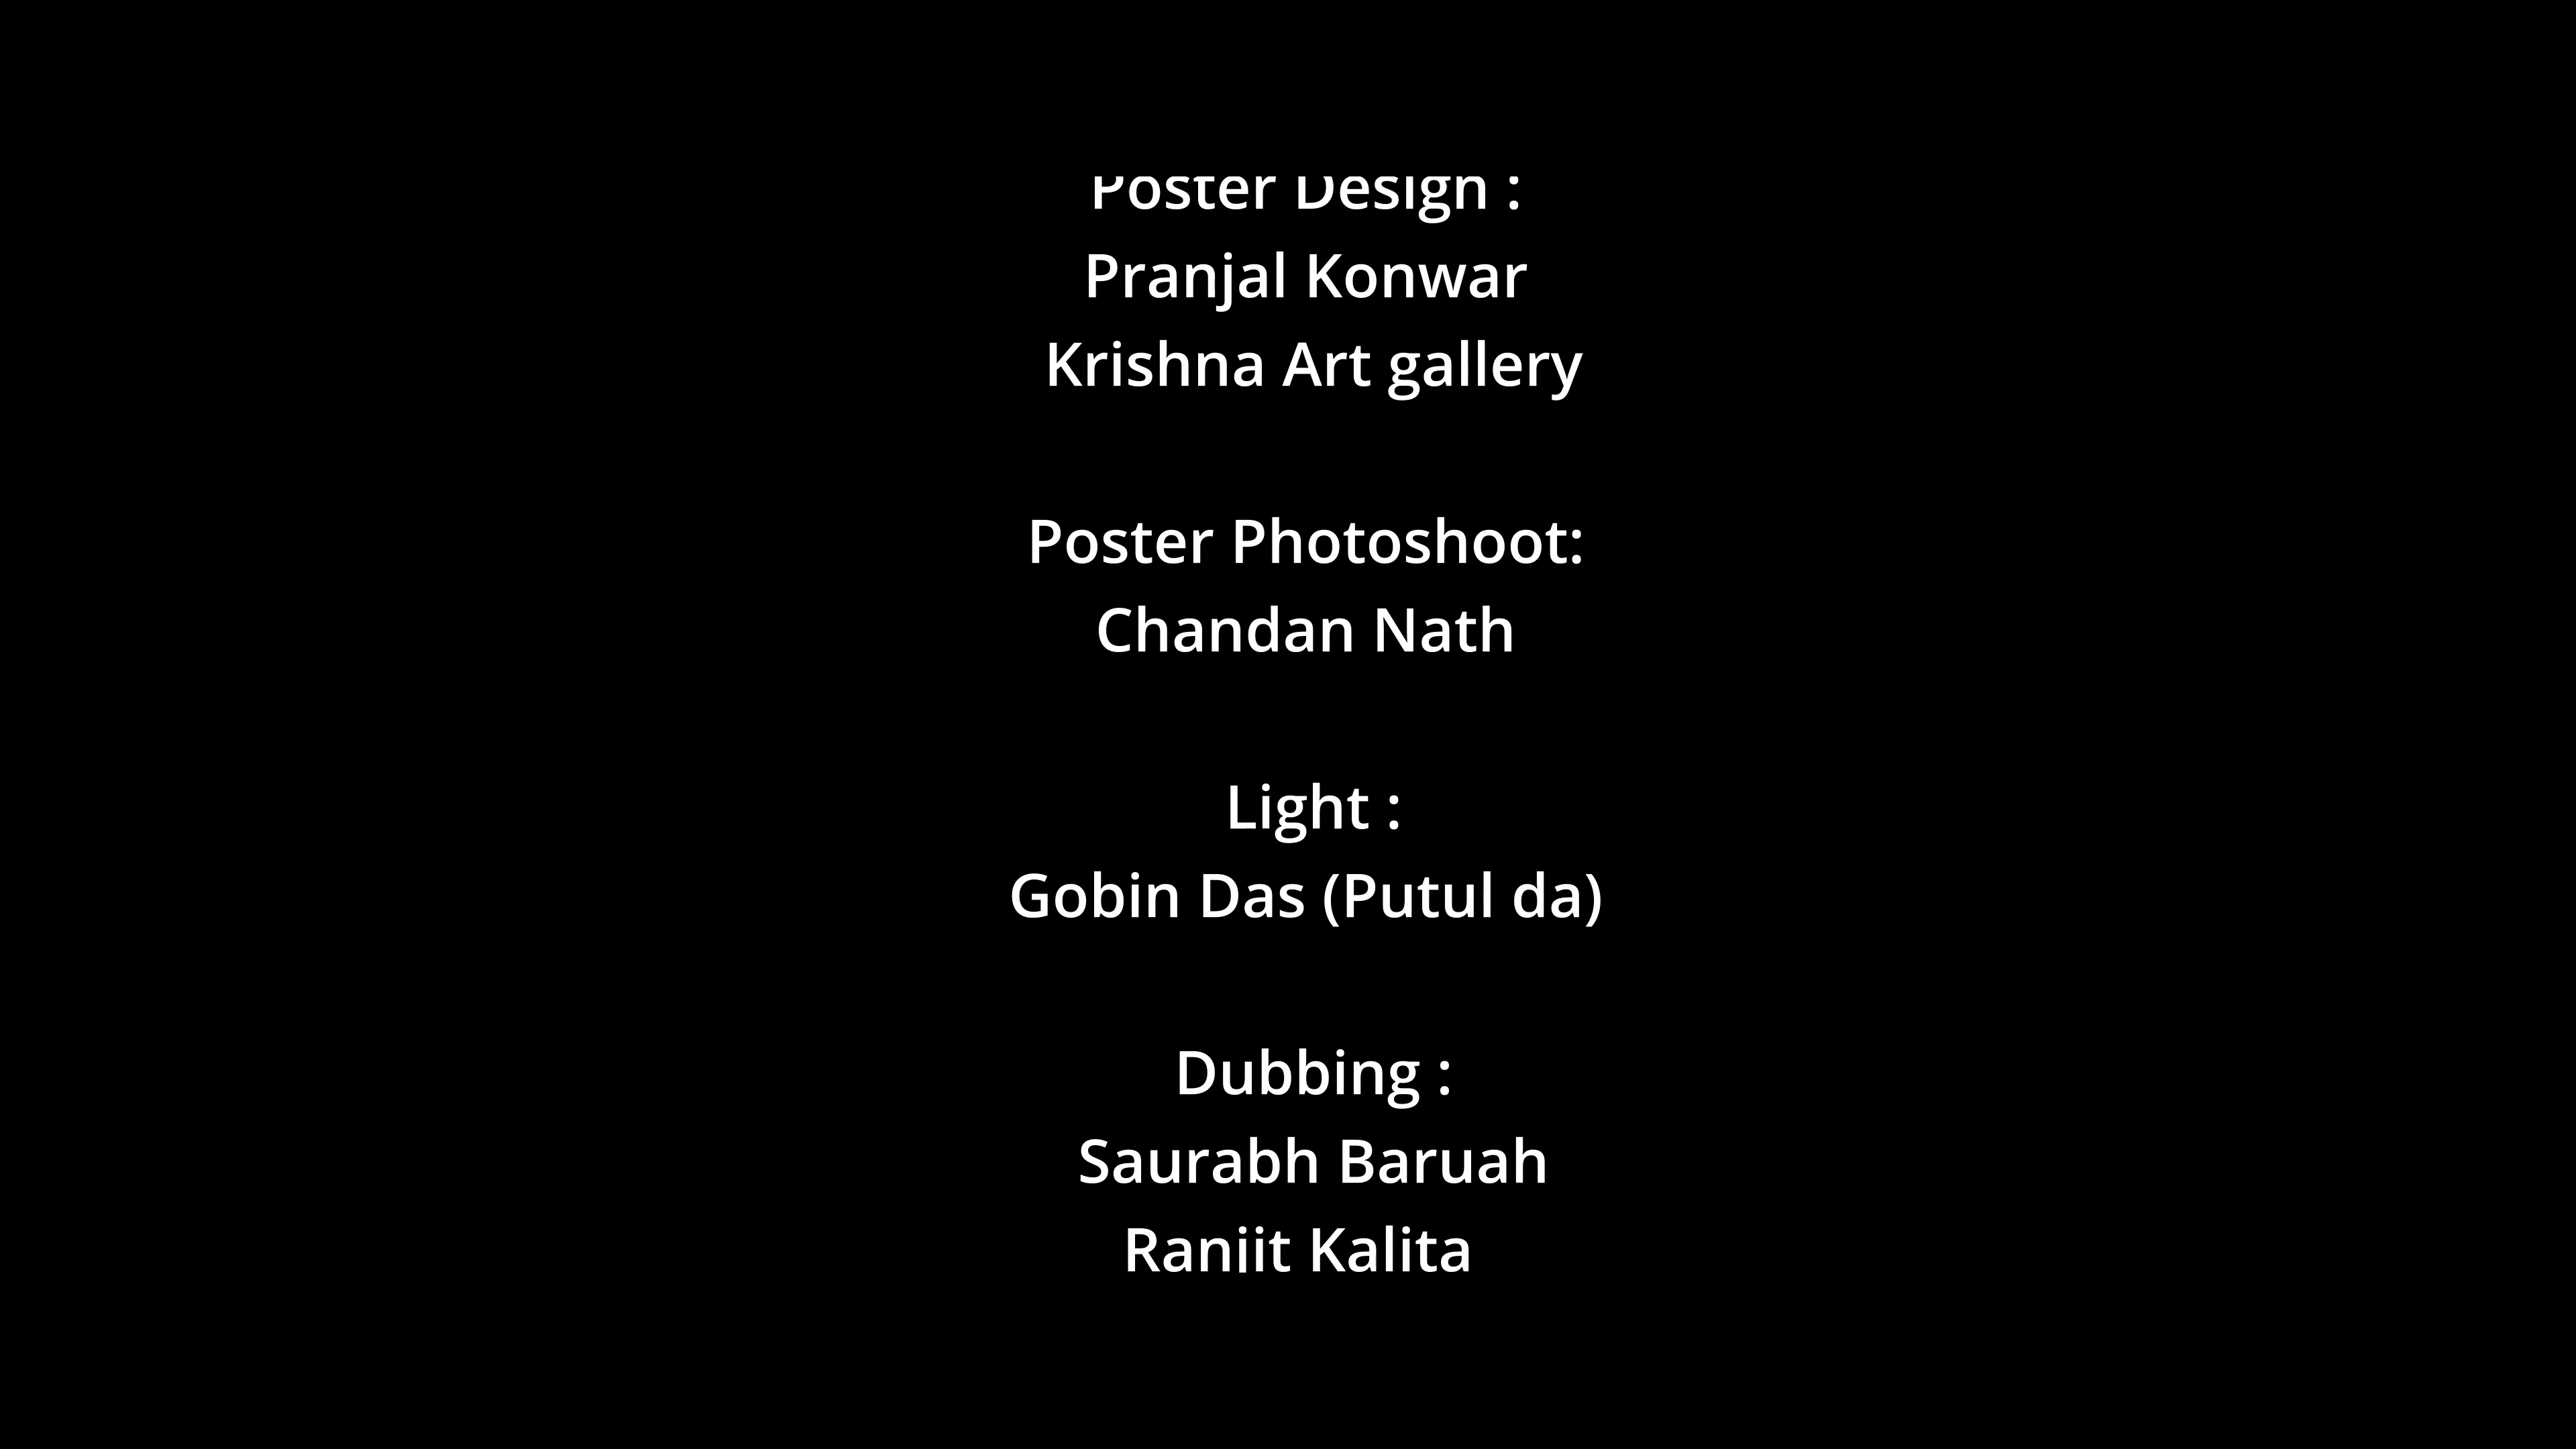 Poster Design :
Pranjal Konwar
Krishna Art gallery
Poster Photoshoot:
Chandan Nath
Light :
Gobin Das (Putul da)
Dubbing :
Saurabh Baruah
Ranjit Kalita